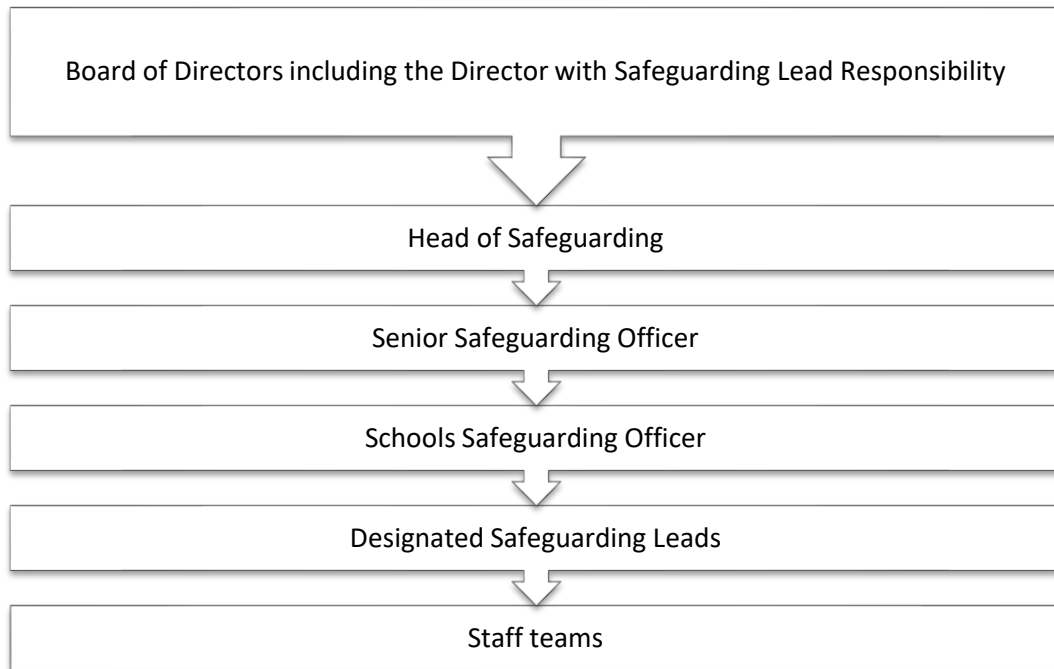 Board of Directors including the Director with Safeguarding Lead Responsibility
Head of Safeguarding
Senior Safeguarding Officer
Schools Safeguarding Officer
Designated Safeguarding Leads
Staff teams